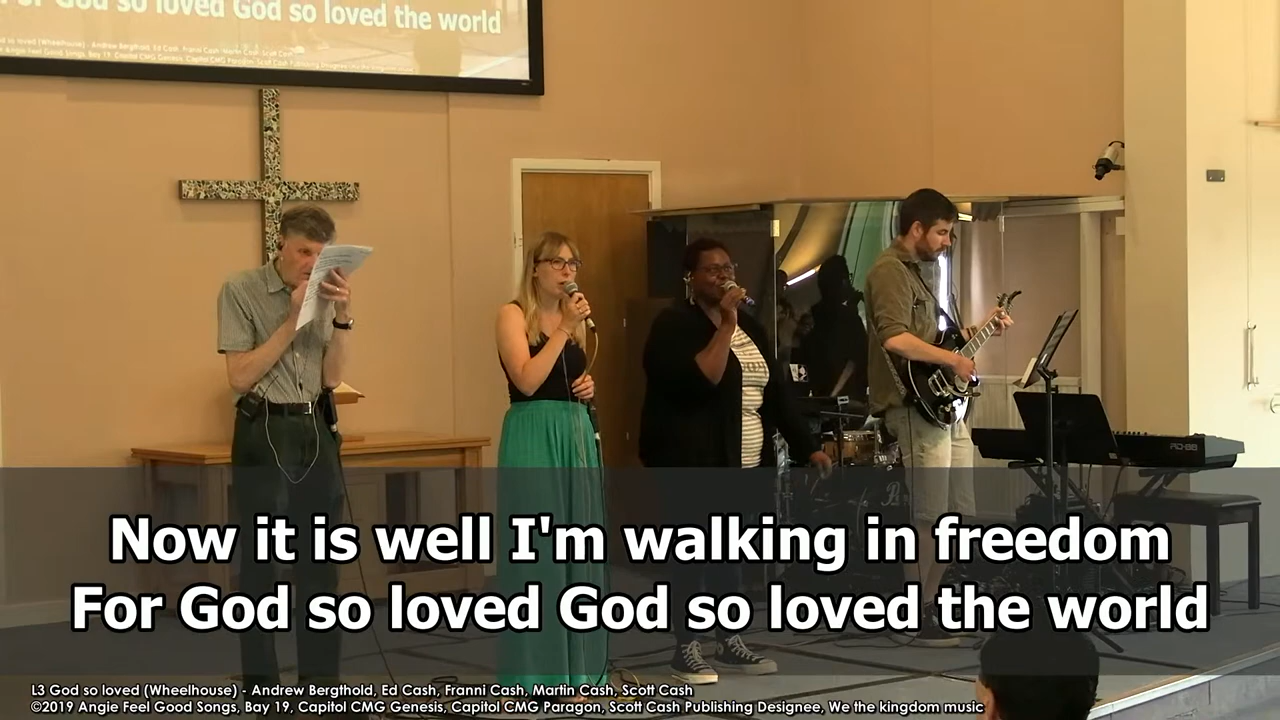 For God so loved God so loved the world
Now it is well I'm walking in freedom
For God so loved God so loved the world
L3 God so loved (Wheelhouse) - Andrew Bergthold, Ed Cash, Franni Cash, Martin Cash, Scott Cash
©2019 Angie Feel Good Songs, Bay 19, Capitol CMG Genesis, Capitol CMG Paragon, Scott Cash Publishing Designee, We the kingdom music
RD-88